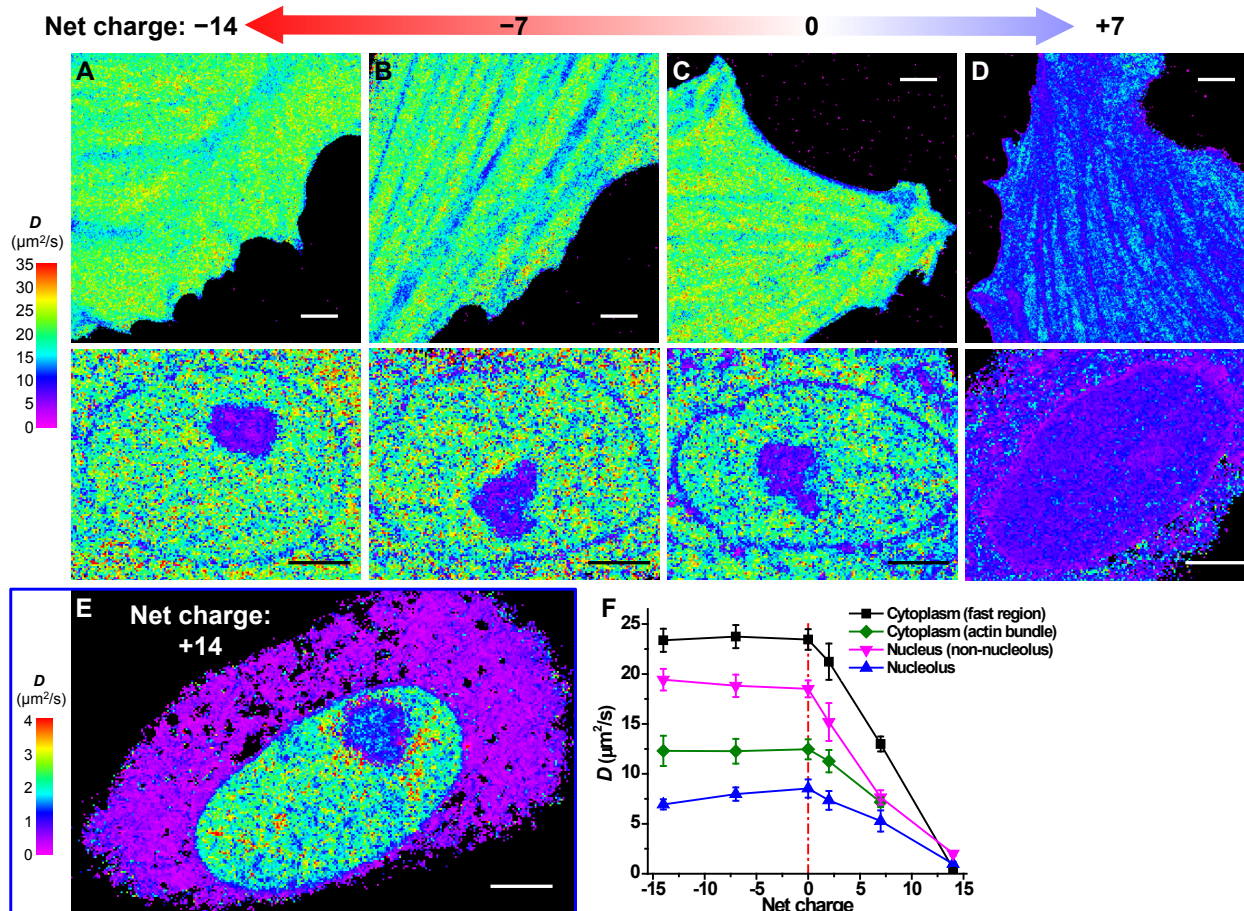 Net charge: −14 −7 0 +7
A B C D
D
(µm²/s)
35
30
25
20
15
10
5
0
E Net charge:
+14
D
(µm²/s)
4
3
2
1
0
F
Cytoplasm (fast region)
Cytoplasm (actin bundle)
Nucleus (non-nucleolus)
Nucleolus
D (µm²/s)
25
20
15
10
5
0
-15 -10 -5 0 5 10 15
Net charge